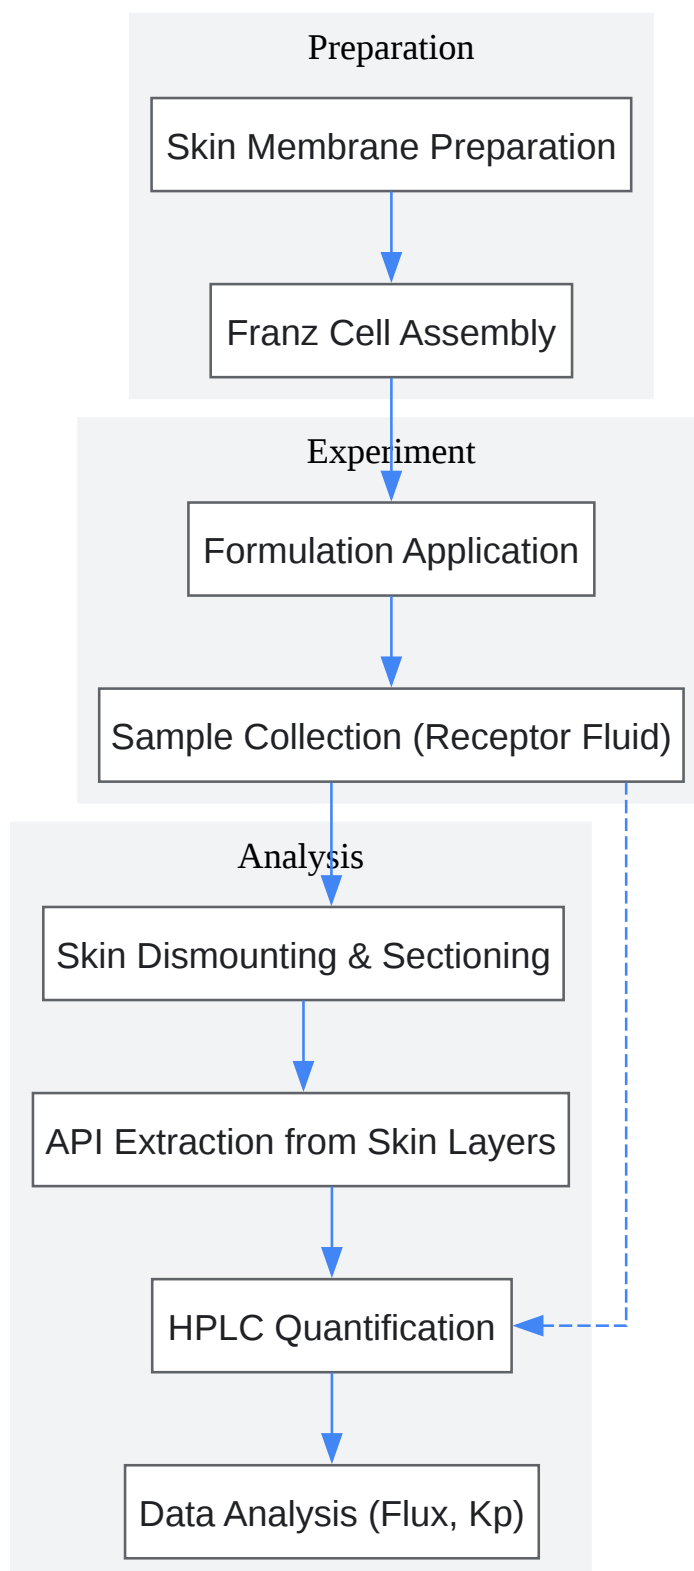 Preparation
Skin Membrane Preparation
Franz Cell Assembly
Experiment
Formulation Application
Sample Collection (Receptor Fluid)
Analysis
Skin Dismounting & Sectioning
API Extraction from Skin Layers
HPLC Quantification
Data Analysis (Flux, Kp)